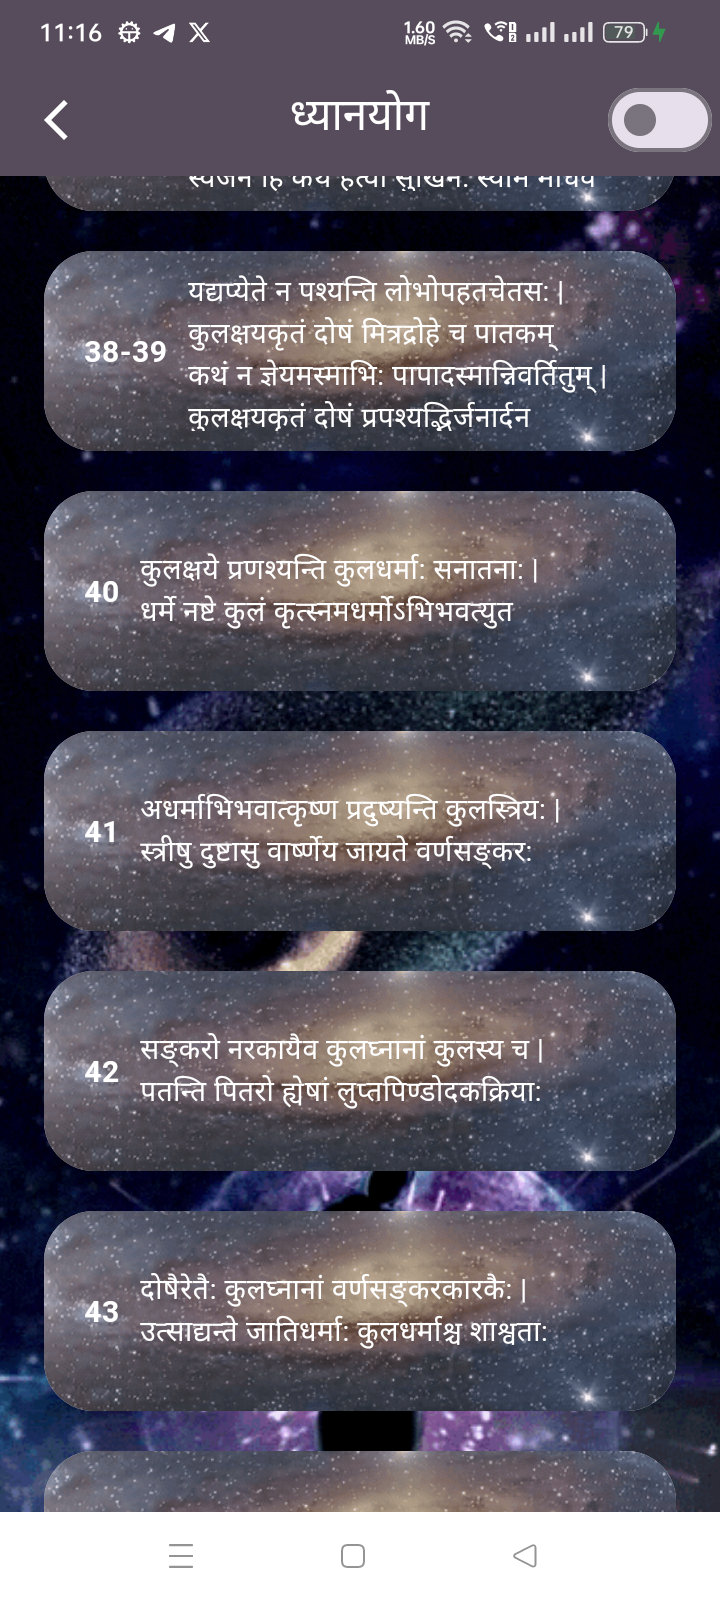 11:16
1.60 MB/S
79
ध्यानयोग
38-39
यद्यप्येते न पश्यन्ति लोभोपहतचेतस: |
कुलक्षयकृतं दोषं मित्रद्रोहे च पातकम्
कथं न ज्ञेयमस्माभि: पापादस्मान्निवर्तितुम् |
कुलक्षयकृतं दोषं प्रपश्यद्भिर्जनार्दन
40
कुलक्षये प्रणश्यन्ति कुलधर्मा: सनातना: |
धर्मे नष्टे कुलं कृत्स्नमधर्मोऽभिभवत्युत
41
अधर्माभिभवात्कृष्ण प्रदुष्यन्ति कुलस्त्रिय: |
स्त्रीषु दुष्टासु वार्ष्णेय जायते वर्णसङ्कर:
42
सङ्करो नरकायैव कुलघ्नानां कुलस्य च |
पतन्ति पितरो ह्येषां लुप्तपिण्डोदकक्रिया:
43
दोषैरेतै: कुलघ्नानां वर्णसङ्करकारकै: |
उत्साद्यन्ते जातिधर्मा: कुलधर्माश्च शाश्वता: